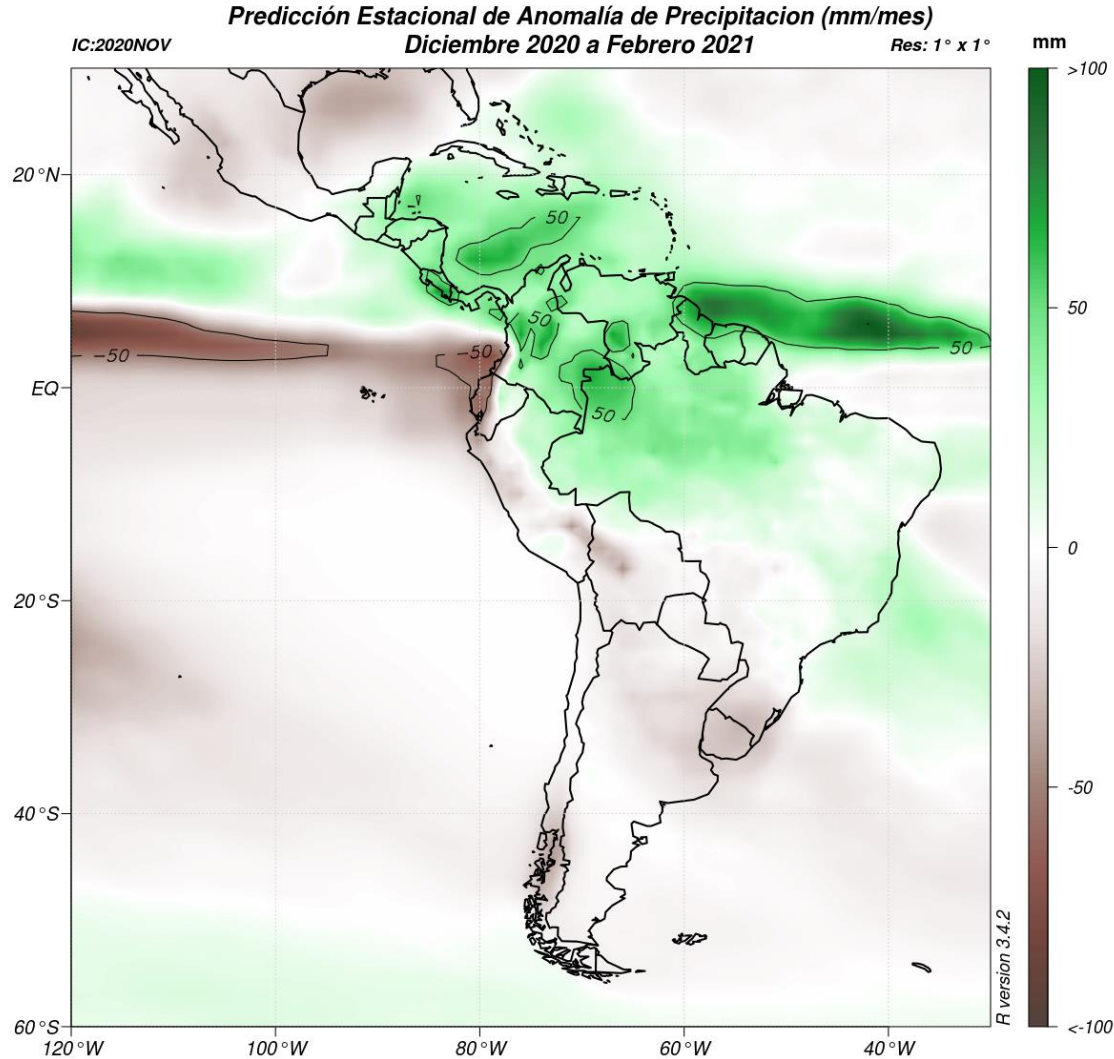 Predicción Estacional de Anomalía de Precipitacion (mm/mes)
IC:2020NOV
Diciembre 2020 a Febrero 2021
Res: 1° x 1°
mm
>100
50
0
-50
<-100
20°N
EQ
20°S
40°S
60°S
50
50
50
50
-50
-50
R version 3.4.2
120°W
100°W
80°W
60°W
40°W